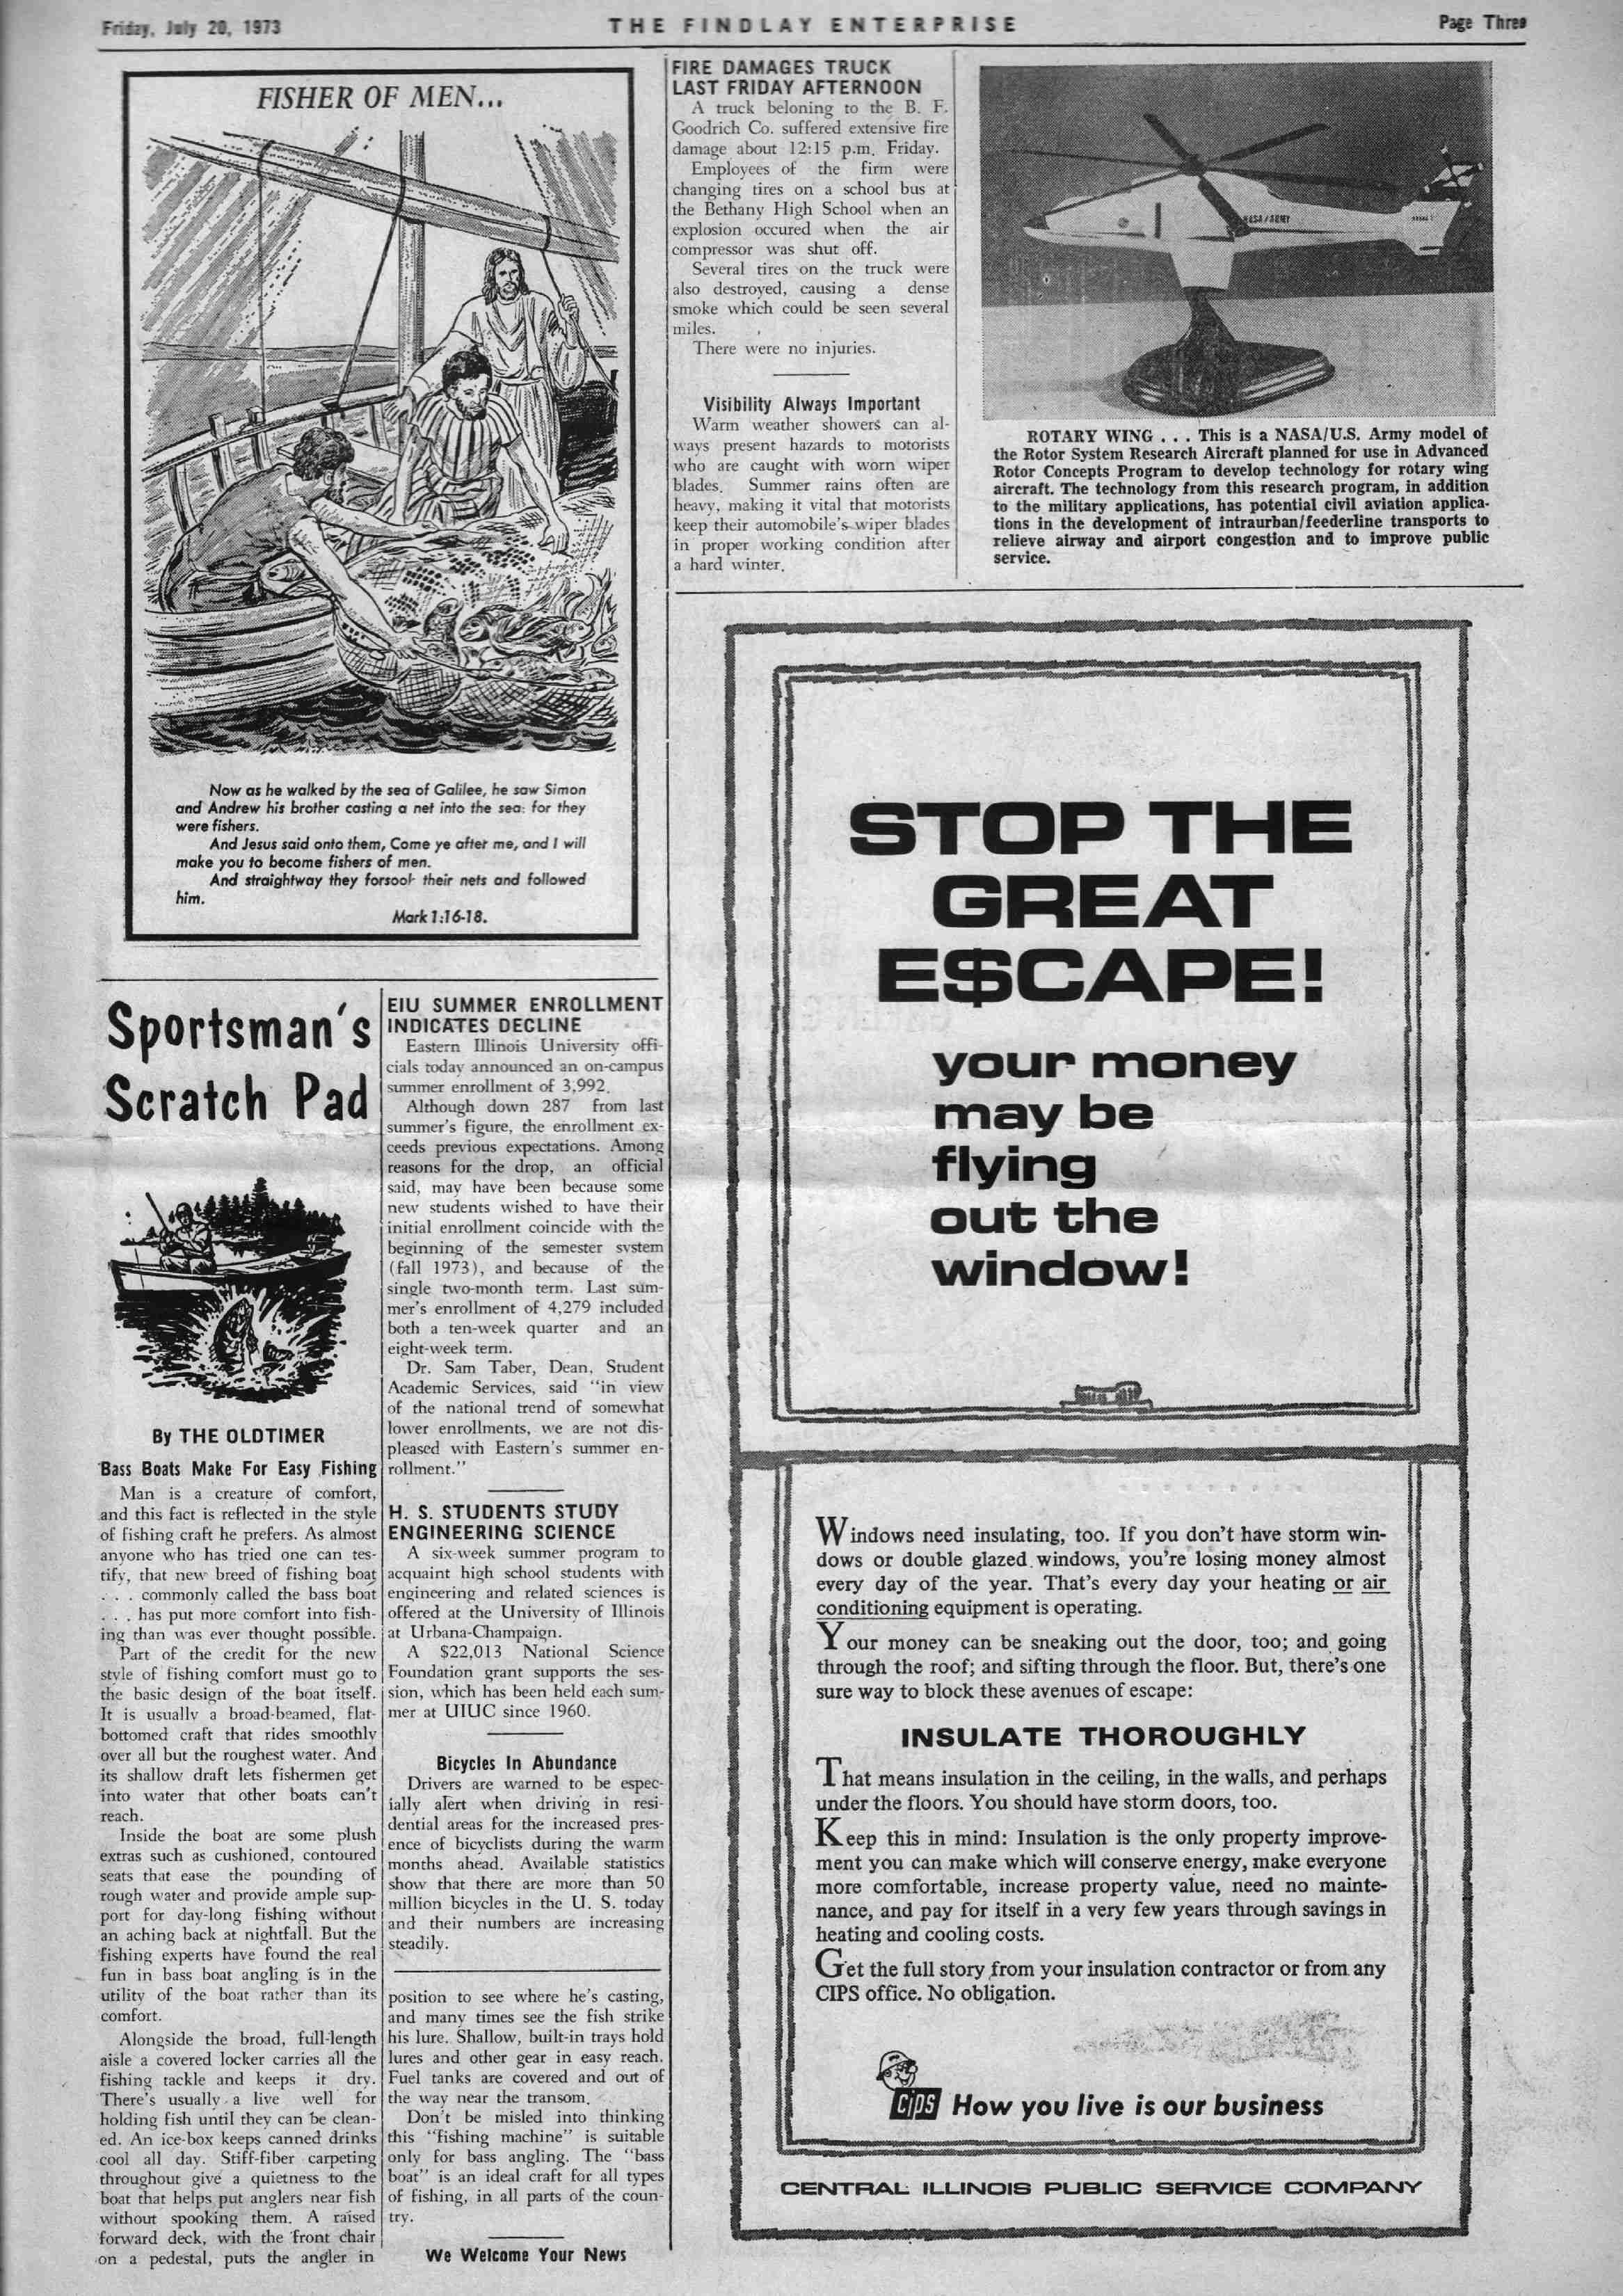 Friday, July 20, 1973
THE FINDLAY ENTERPRISE
Page Three
FISHER OF MEN...
Now as he walked by the sea of Galilee, he saw Simon
and Andrew his brother casting a net into the sea: for they
were fishers.
And Jesus said onto them, Come ye after me, and I will
make you to become fishers of men.
And straightway they forsook their nets and followed
him.
Mark 1:16-18.
Sportsman's
Scratch Pad
By THE OLDTIMER
Bass Boats Make For Easy Fishing
Man is a creature of comfort,
and this fact is reflected in the style
of fishing craft he prefers. As almost
anyone who has tried one can tes-
tify, that new breed of fishing boat
. . . commonly called the bass boat
. . . has put more comfort into fish-
ing than was ever thought possible.
Part of the credit for the new
style of fishing comfort must go to
the basic design of the boat itself.
It is usually a broad-beamed, flat-
bottomed craft that rides smoothly
over all but the roughest water. And
its shallow draft lets fishermen get
into water that other boats can't
reach.
Inside the boat are some plush
extras such as cushioned, contoured
seats that ease the pounding of
rough water and provide ample sup-
port for day-long fishing without
an aching back at nightfall. But the
fishing experts have found the real
fun in bass boat angling is in the
utility of the boat rather than its
comfort.
Alongside the broad, full-length
aisle a covered locker carries all the
fishing tackle and keeps it dry.
There's usually a live well for
holding fish until they can be clean-
ed. An ice-box keeps canned drinks
cool all day. Stiff-fiber carpeting
throughout give a quietness to the
boat that helps put anglers near fish
without spooking them. A raised
forward deck, with the front chair
on a pedestal, puts the angler in
EIU SUMMER ENROLLMENT
INDICATES DECLINE
Eastern Illinois University offi-
cials today announced an on-campus
summer enrollment of 3,992.
Although down 287 from last
summer's figure, the enrollment ex-
ceeds previous expectations. Among
reasons for the drop, an official
said, may have been because some
new students wished to have their
initial enrollment coincide with the
beginning of the semester system
(fall 1973), and because of the
single two-month term. Last sum-
mer's enrollment of 4,279 included
both a ten-week quarter and an
eight-week term.
Dr. Sam Taber, Dean, Student
Academic Services, said "in view
of the national trend of somewhat
lower enrollments, we are not dis-
pleased with Eastern's summer en-
rollment."
H. S. STUDENTS STUDY
ENGINEERING SCIENCE
A six-week summer program to
acquaint high school students with
engineering and related sciences is
offered at the University of Illinois
at Urbana-Champaign.
A $22,013 National Science
Foundation grant supports the ses-
sion, which has been held each sum-
mer at UIUC since 1960.
Bicycles In Abundance
Drivers are warned to be espec-
ially alert when driving in resi-
dential areas for the increased pres-
ence of bicyclists during the warm
months ahead. Available statistics
show that there are more than 50
million bicycles in the U. S. today
and their numbers are increasing
steadily.
position to see where he's casting,
and many times see the fish strike
his lure. Shallow, built-in trays hold
lures and other gear in easy reach.
Fuel tanks are covered and out of
the way near the transom.
Don't be misled into thinking
this "fishing machine" is suitable
only for bass angling. The "bass
boat" is an ideal craft for all types
of fishing, in all parts of the coun-
try.
We Welcome Your News
FIRE DAMAGES TRUCK
LAST FRIDAY AFTERNOON
A truck beloning to the B. F.
Goodrich Co. suffered extensive fire
damage about 12:15 p.m. Friday.
Employees of the firm were
changing tires on a school bus at
the Bethany High School when an
explosion occured when the air
compressor was shut off.
Several tires on the truck were
also destroyed, causing a dense
smoke which could be seen several
miles.
There were no injuries.
Visibility Always Important
Warm weather showers can al-
ways present hazards to motorists
who are caught with worn wiper
blades. Summer rains often are
heavy, making it vital that motorists
keep their automobile's wiper blades
in proper working condition after
a hard winter.
NASA/ARMY
ROTARY WING . . . This is a NASA/U.S. Army model of
the Rotor System Research Aircraft planned for use in Advanced
Rotor Concepts Program to develop technology for rotary wing
aircraft. The technology from this research program, in addition
to the military applications, has potential civil aviation applica-
tions in the development of intraurban/feederline transports to
relieve airway and airport congestion and to improve public
service.
STOP THE
GREAT
E$CAPE!
your money
may be
flying
out the
window!
Windows need insulating, too. If you don't have storm win-
dows or double glazed windows, you're losing money almost
every day of the year. That's every day your heating or air
conditioning equipment is operating.
Your money can be sneaking out the door, too; and going
through the roof; and sifting through the floor. But, there's one
sure way to block these avenues of escape:
INSULATE THOROUGHLY
That means insulation in the ceiling, in the walls, and perhaps
under the floors. You should have storm doors, too.
Keep this in mind: Insulation is the only property improve-
ment you can make which will conserve energy, make everyone
more comfortable, increase property value, need no mainte-
nance, and pay for itself in a very few years through savings in
heating and cooling costs.
Get the full story from your insulation contractor or from any
CIPS office. No obligation.
CIPS How you live is our business
CENTRAL ILLINOIS PUBLIC SERVICE COMPANY